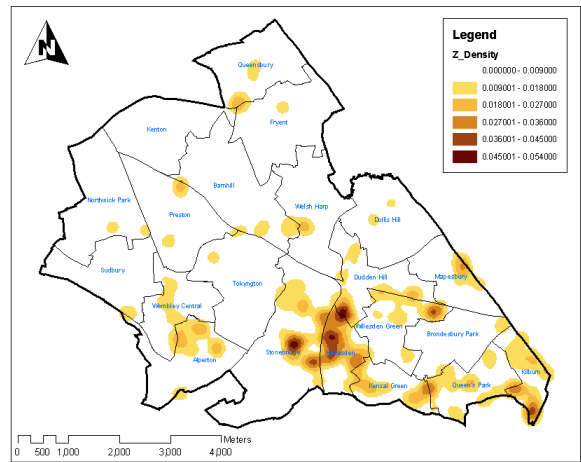 N
Legend
Z_Density
0.000000 - 0.009000
0.009001 - 0.018000
0.018001 - 0.027000
0.027001 - 0.036000
0.036001 - 0.045000
0.045001 - 0.054000
Queensbury
Fryent
Kenton
Barnhill
Northwick Park
Preston
Welsh Harp
Dollis Hill
Sudbury
Tokyngton
Dudden Hill
Mapesbury
Wembley Central
Willesden Green
Brondesbury Park
Alperton
Stonebridge
Harlesden
Kensal Green
Queen's Park
Kilburn
Meters
0 500 1,000 2,000 3,000 4,000